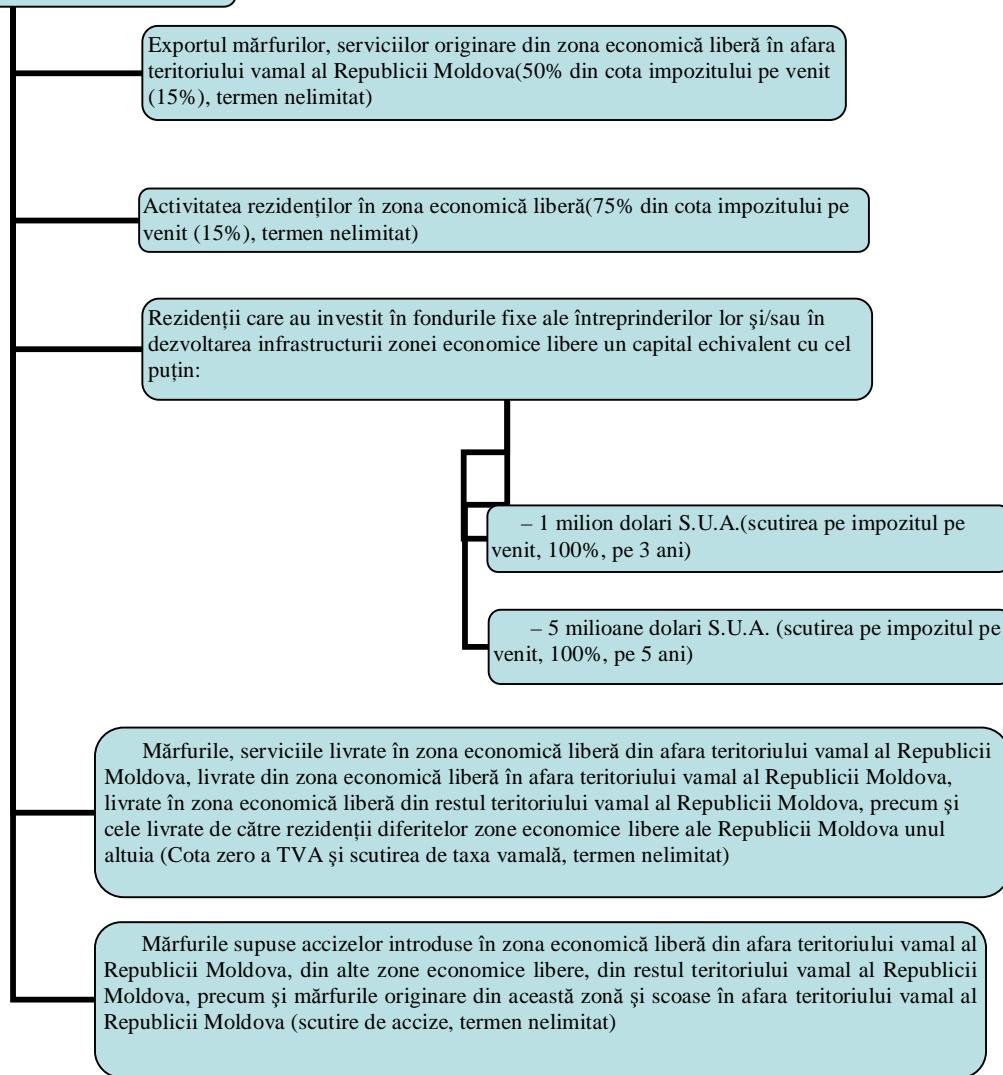 Exportul mărfurilor, serviciilor originare din zona economică liberă în afara
teritoriului vamal al Republicii Moldova(50% din cota impozitului pe venit
(15%), termen nelimitat)
Activitatea rezidenților în zona economică liberă(75% din cota impozitului pe
venit (15%), termen nelimitat)
Rezidenții care au investit în fondurile fixe ale întreprinderilor lor şi/sau în
dezvoltarea infrastructurii zonei economice libere un capital echivalent cu cel
puțin:
– 1 milion dolari S.U.A.(scutirea pe impozitul pe
venit, 100%, pe 3 ani)
– 5 milioane dolari S.U.A. (scutirea pe impozitul pe
venit, 100%, pe 5 ani)
Mărfurile, serviciile livrate în zona economică liberă din afara teritoriului vamal al Republicii
Moldova, livrate din zona economică liberă în afara teritoriului vamal al Republicii Moldova,
livrate în zona economică liberă din restul teritoriului vamal al Republicii Moldova, precum şi
cele livrate de către rezidenții diferitelor zone economice libere ale Republicii Moldova unul
altuia (Cota zero a TVA şi scutirea de taxa vamală, termen nelimitat)
Mărfurile supuse accizelor introduse în zona economică liberă din afara teritoriului vamal al
Republicii Moldova, din alte zone economice libere, din restul teritoriului vamal al Republicii
Moldova, precum şi mărfurile originare din această zonă şi scoase în afara teritoriului vamal al
Republicii Moldova (scutire de accize, termen nelimitat)